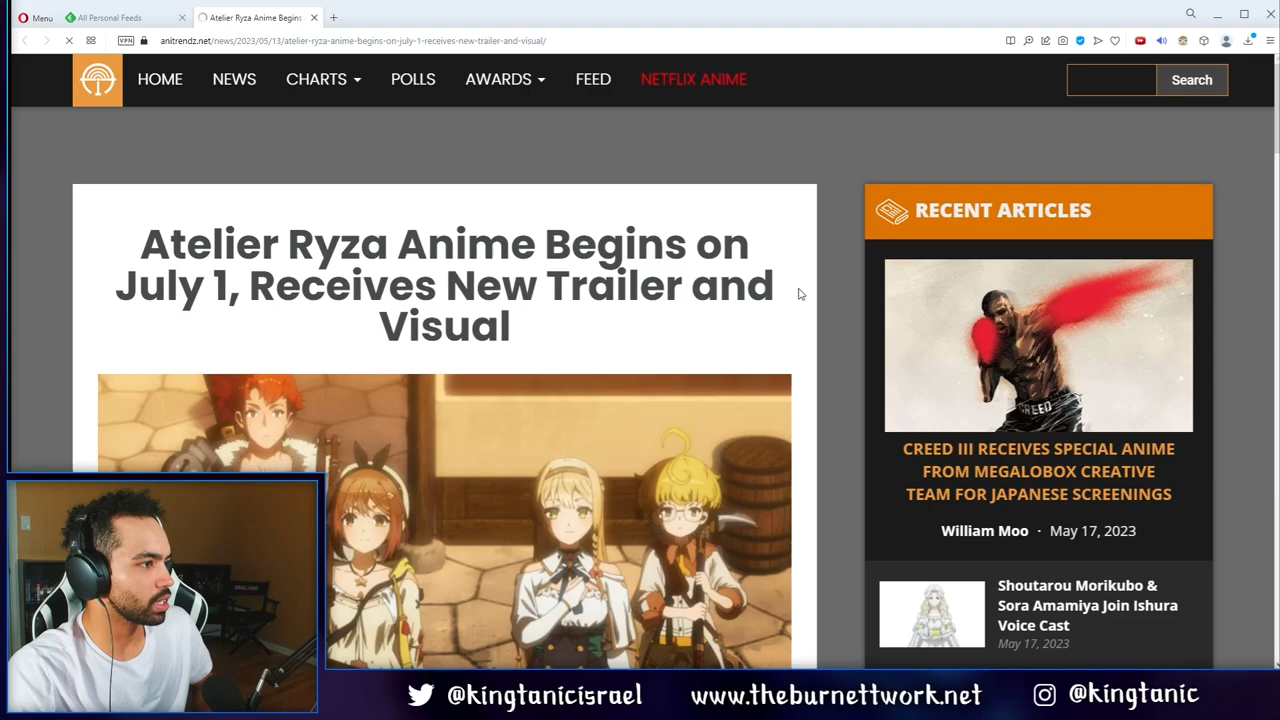 Menu
All Personal Feeds
Atelier Ryza Anime Begins
VPN
anitrendz.net/news/2023/05/13/atelier-ryza-anime-begins-on-july-1-receives-new-trailer-and-visual/
HOME
NEWS
CHARTS
POLLS
AWARDS
FEED
NETFLIX ANIME
Search
Atelier Ryza Anime Begins on
July 1, Receives New Trailer and
Visual
RECENT ARTICLES
CREED
CREED III RECEIVES SPECIAL ANIME
FROM MEGALOBOX CREATIVE
TEAM FOR JAPANESE SCREENINGS
William Moo · May 17, 2023
Shoutarou Morikubo &
Sora Amamiya Join Ishura
Voice Cast
May 17, 2023
@kingtanicisrael
www.theburnettwork.net
@kingtanic